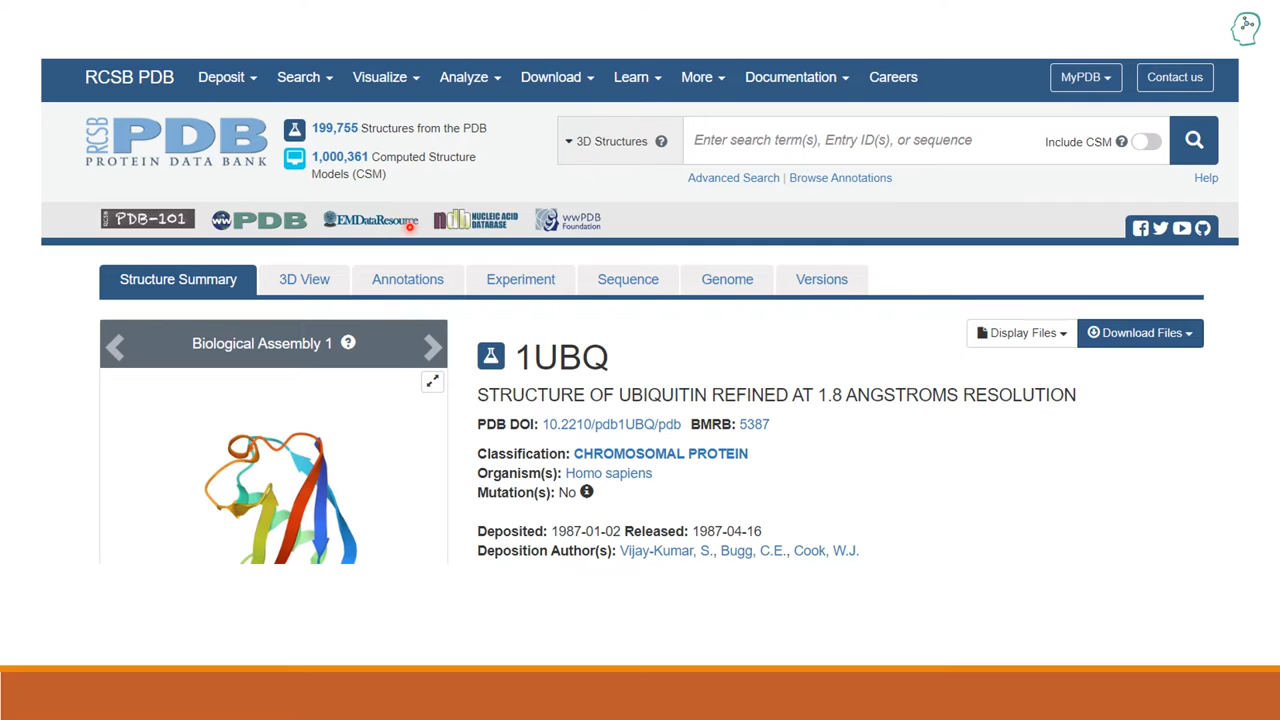 RCSB PDB Deposit Search Visualize Analyze Download Learn More Documentation Careers MyPDB Contact us
RCSB PDB
PROTEIN DATA BANK
199,755 Structures from the PDB
1,000,361 Computed Structure
Models (CSM)
3D Structures Enter search term(s), Entry ID(s), or sequence Include CSM
Advanced Search | Browse Annotations Help
RCSB PDB-101 wwPDB EMDataResource ndb NUCLEIC ACID DATABASE wwPDB Foundation
Structure Summary 3D View Annotations Experiment Sequence Genome Versions
Biological Assembly 1
Display Files Download Files
1UBQ
STRUCTURE OF UBIQUITIN REFINED AT 1.8 ANGSTROMS RESOLUTION
PDB DOI: 10.2210/pdb1UBQ/pdb BMRB: 5387
Classification: CHROMOSOMAL PROTEIN
Organism(s): Homo sapiens
Mutation(s): No
Deposited: 1987-01-02 Released: 1987-04-16
Deposition Author(s): Vijay-Kumar, S., Bugg, C.E., Cook, W.J.